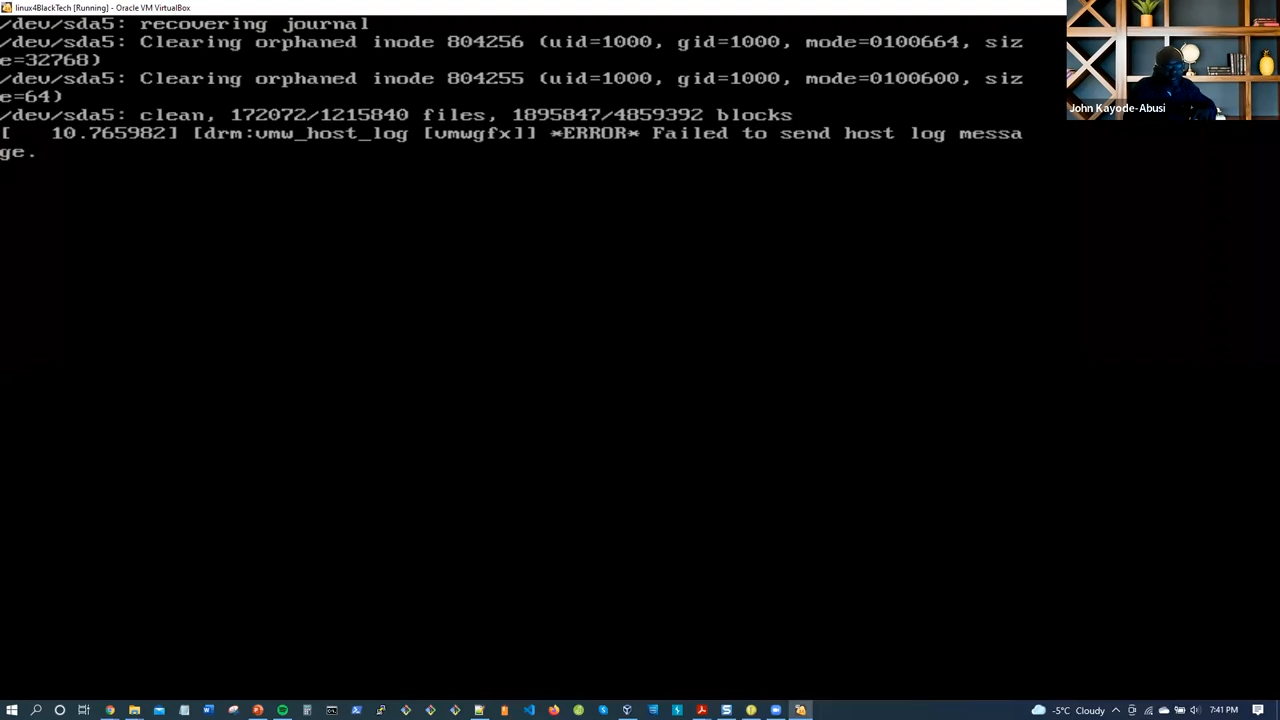 linux4BlackTech [Running] - Oracle VM VirtualBox
/dev/sda5: recovering journal
/dev/sda5: Clearing orphaned inode 804256 (uid=1000, gid=1000, mode=0100664, siz
e=32768)
/dev/sda5: Clearing orphaned inode 804255 (uid=1000, gid=1000, mode=0100600, siz
e=64)
/dev/sda5: clean, 172072/1215840 files, 1895847/4859392 blocks
[   10.765982] [drm:vmw_host_log [vmwgfx]] *ERROR* Failed to send host log messa
ge.
John Kayode-Abusi
-5°C Cloudy
7:41 PM